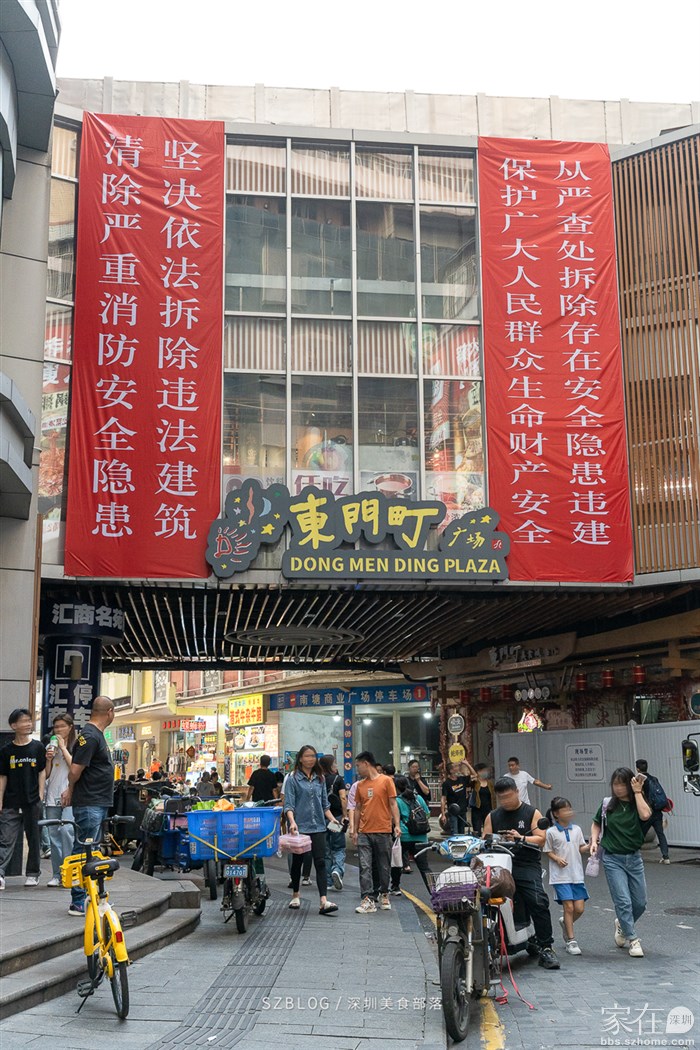 坚决依法拆除违法建筑
清除严重消防安全隐患
从严查处拆除存在安全隐患违建
保护广大人民群众生命财产安全
東門町
广场
DONG MEN DING PLAZA
汇商名苑
P
南塘商业广场停车场
SZBLOG / 深圳美食部落
家在深圳
bbs.szhome.com